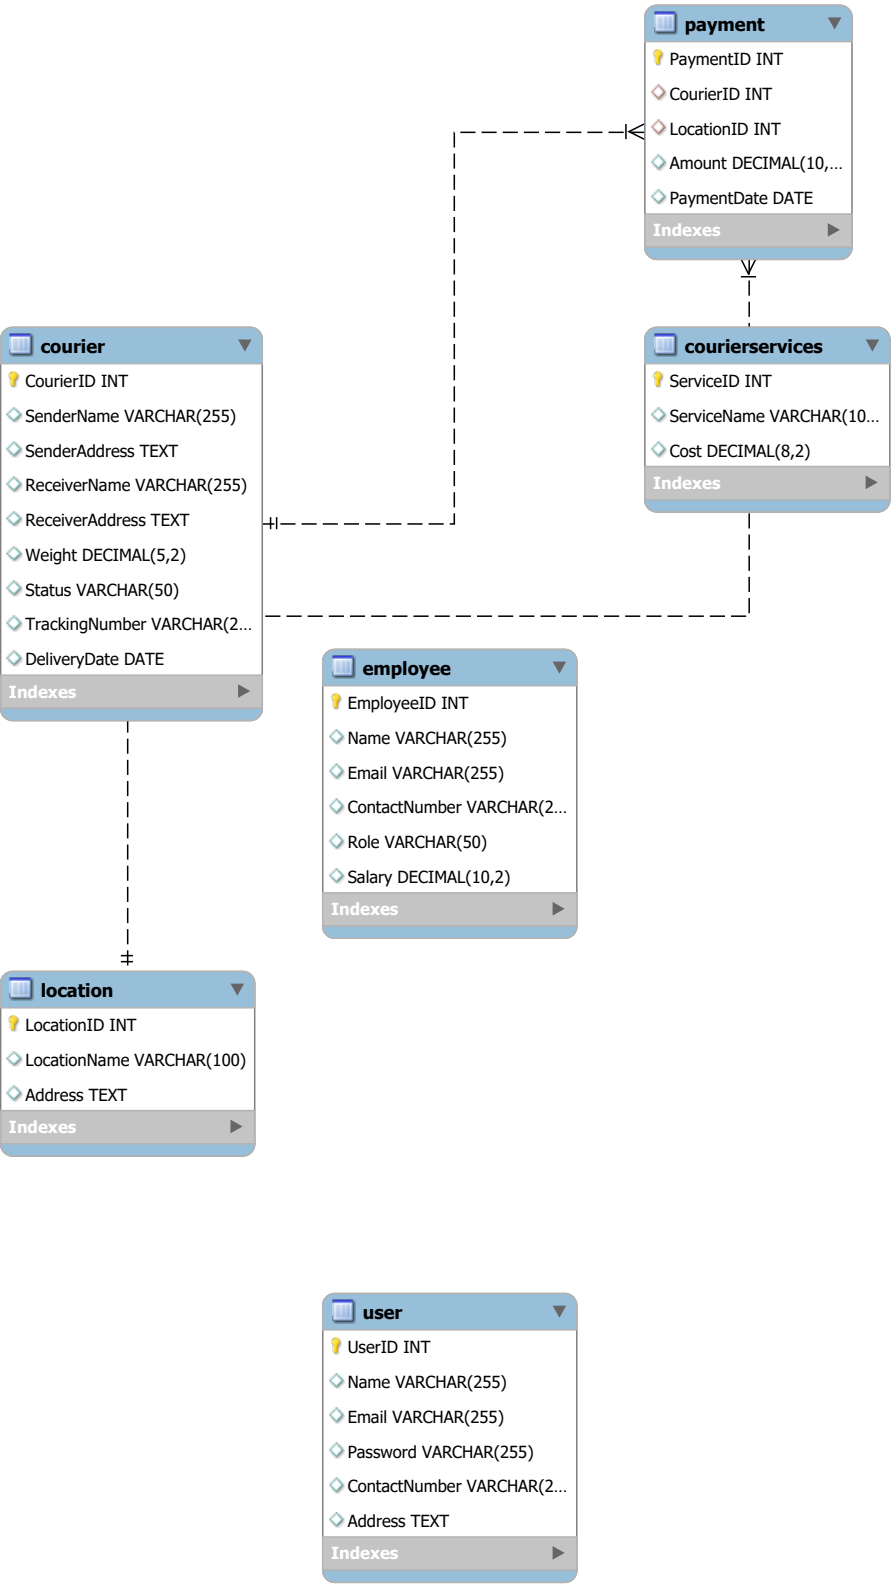 payment
PaymentID INT
CourierID INT
LocationID INT
Amount DECIMAL(10,...
PaymentDate DATE
Indexes
courier
CourierID INT
SenderName VARCHAR(255)
SenderAddress TEXT
ReceiverName VARCHAR(255)
ReceiverAddress TEXT
Weight DECIMAL(5,2)
Status VARCHAR(50)
TrackingNumber VARCHAR(2...
DeliveryDate DATE
Indexes
courierservices
ServiceID INT
ServiceName VARCHAR(10...
Cost DECIMAL(8,2)
Indexes
employee
EmployeeID INT
Name VARCHAR(255)
Email VARCHAR(255)
ContactNumber VARCHAR(2...
Role VARCHAR(50)
Salary DECIMAL(10,2)
Indexes
location
LocationID INT
LocationName VARCHAR(100)
Address TEXT
Indexes
user
UserID INT
Name VARCHAR(255)
Email VARCHAR(255)
Password VARCHAR(255)
ContactNumber VARCHAR(2...
Address TEXT
Indexes